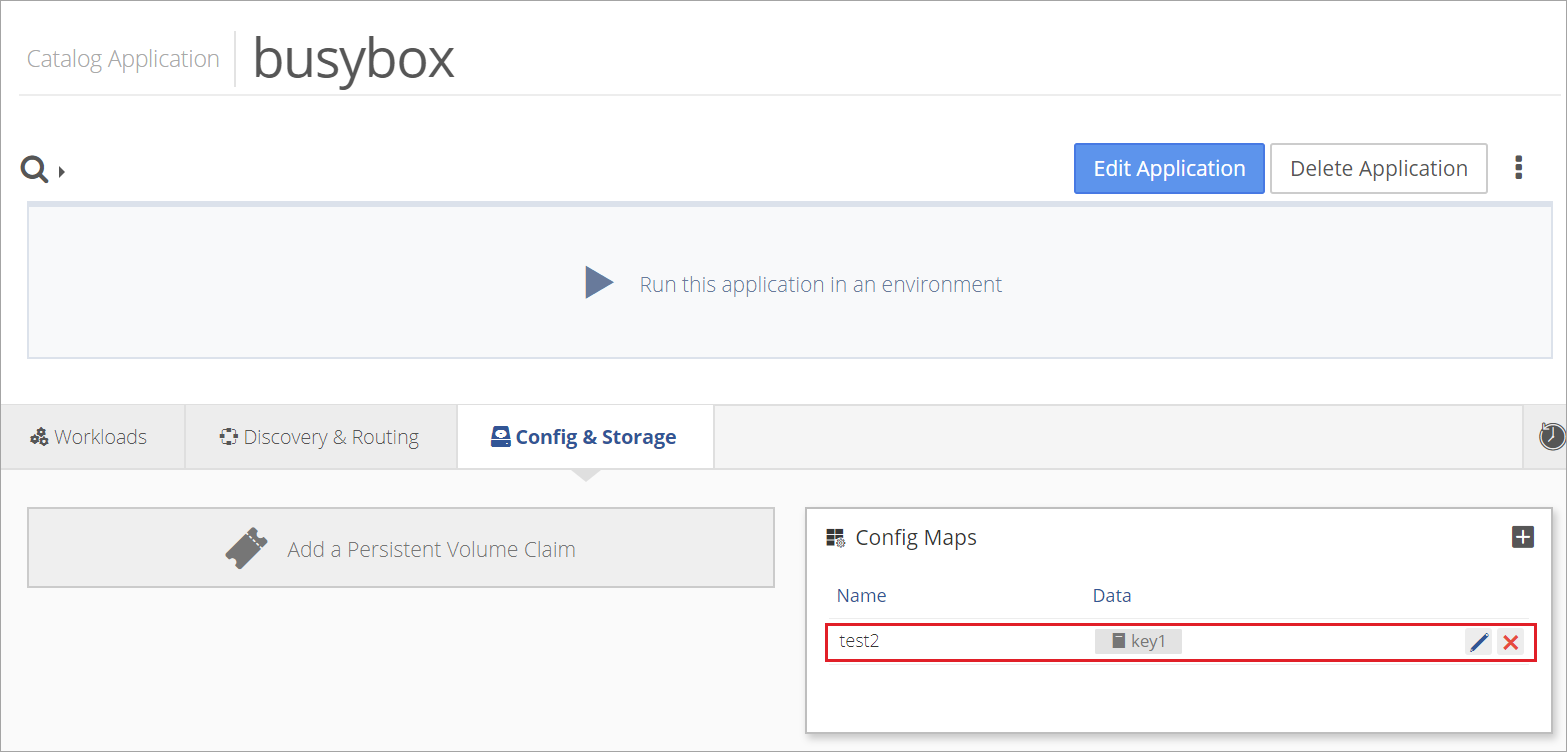 Catalog Application busybox
Edit Application Delete Application
Run this application in an environment
Workloads Discovery & Routing Config & Storage
Add a Persistent Volume Claim
Config Maps
Name Data
test2 key1